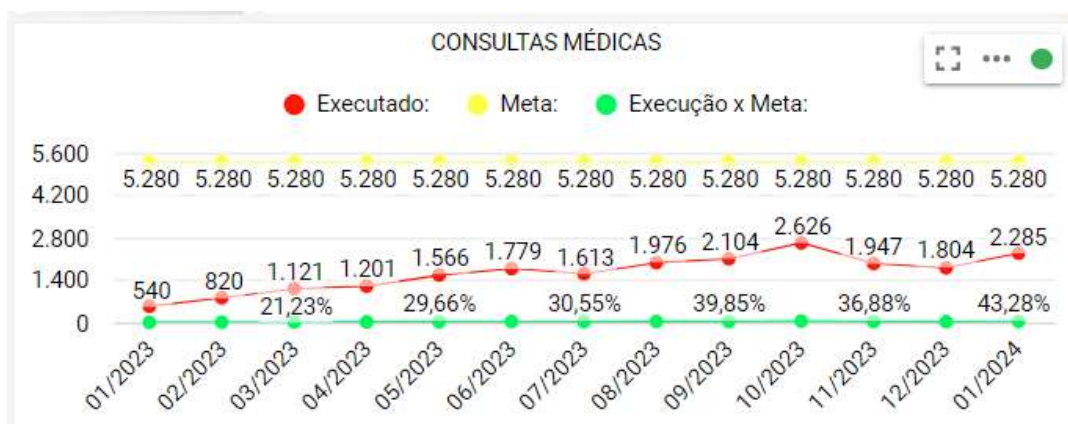 CONSULTAS MÉDICAS
Executado: Meta: Execução x Meta:
5.600
5.280 5.280 5.280 5.280 5.280 5.280 5.280 5.280 5.280 5.280 5.280 5.280 5.280
4.200
2.800
540 820 1.121 1.201 1.566 1.779 1.613 1.976 2.104 2.626 1.947 1.804 2.285
1.400
21,23% 29,66% 30,55% 39,85% 36,88% 43,28%
0
01/2023 02/2023 03/2023 04/2023 05/2023 06/2023 07/2023 08/2023 09/2023 10/2023 11/2023 12/2023 01/2024